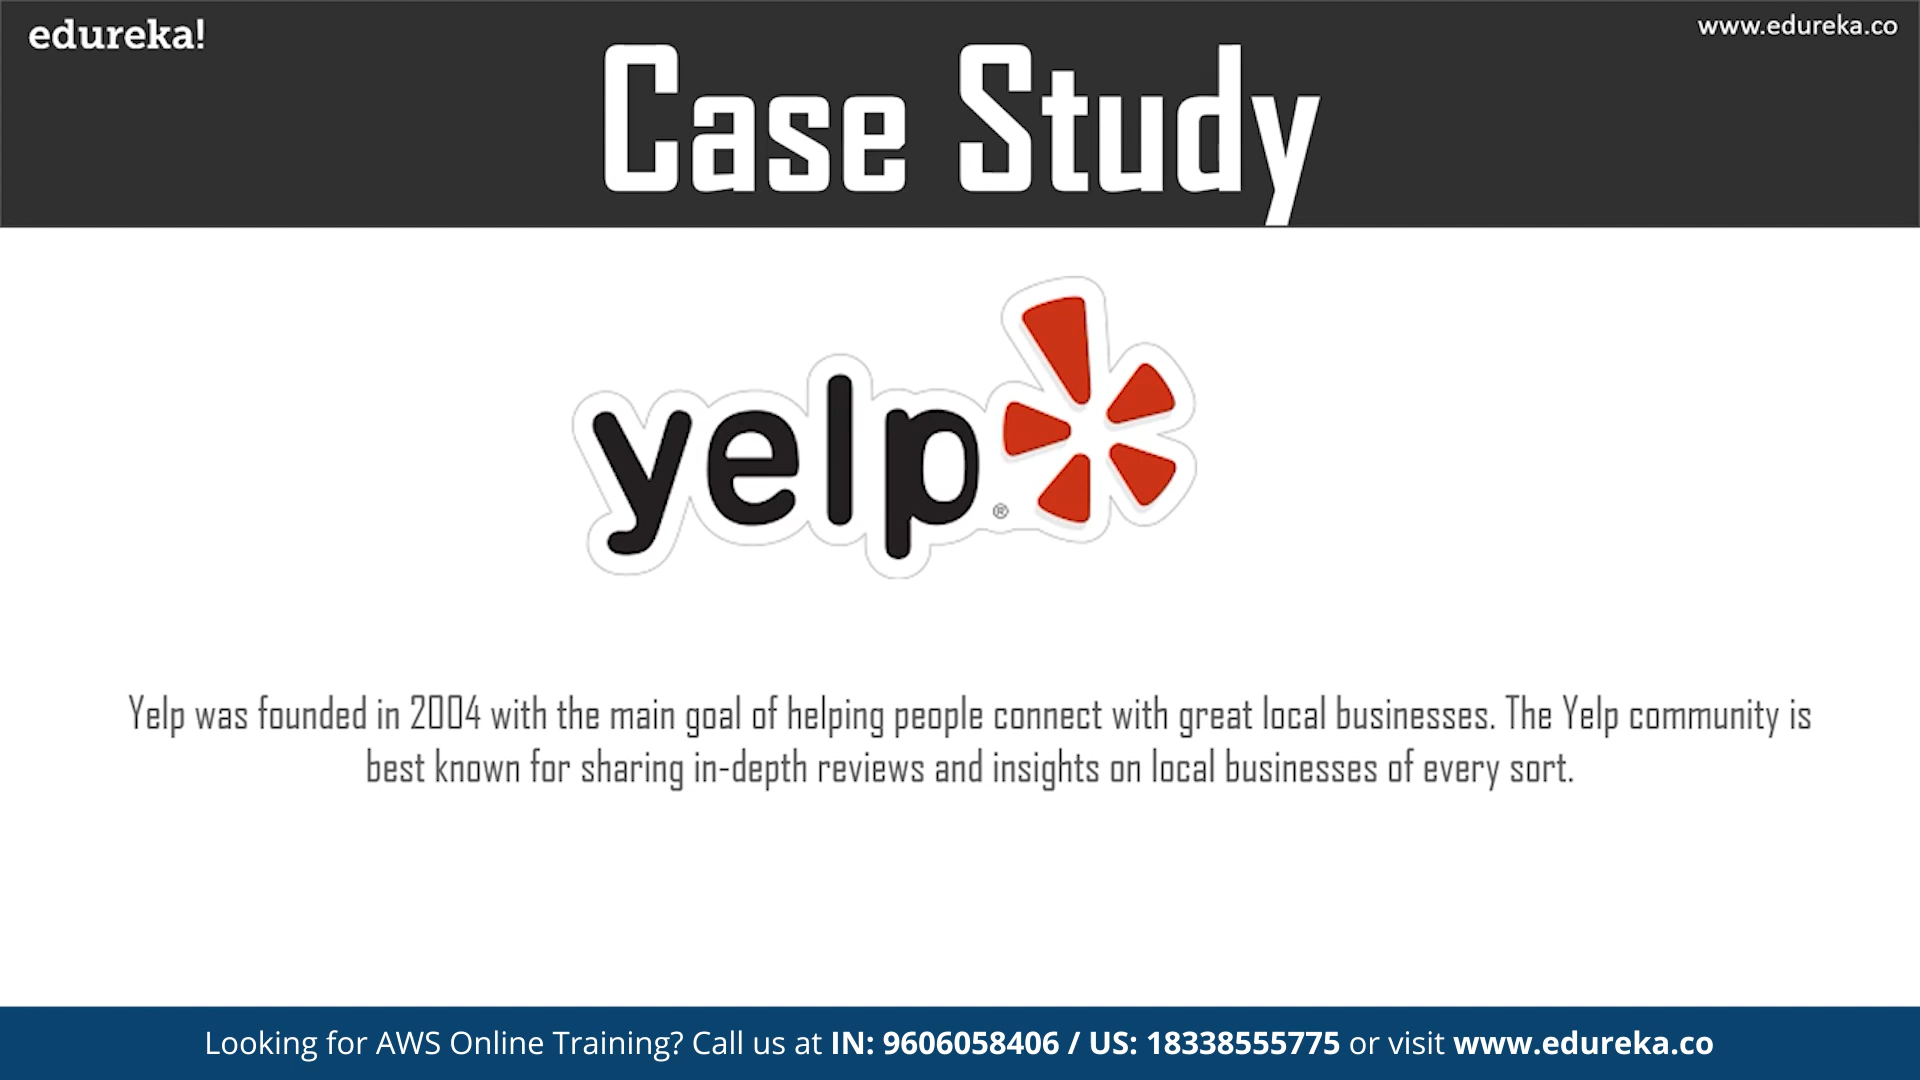 edureka!
www.edureka.co
Case Study
yelp®
Yelp was founded in 2004 with the main goal of helping people connect with great local businesses. The Yelp community is
best known for sharing in-depth reviews and insights on local businesses of every sort.
Looking for AWS Online Training? Call us at IN: 9606058406 / US: 18338555775 or visit www.edureka.co